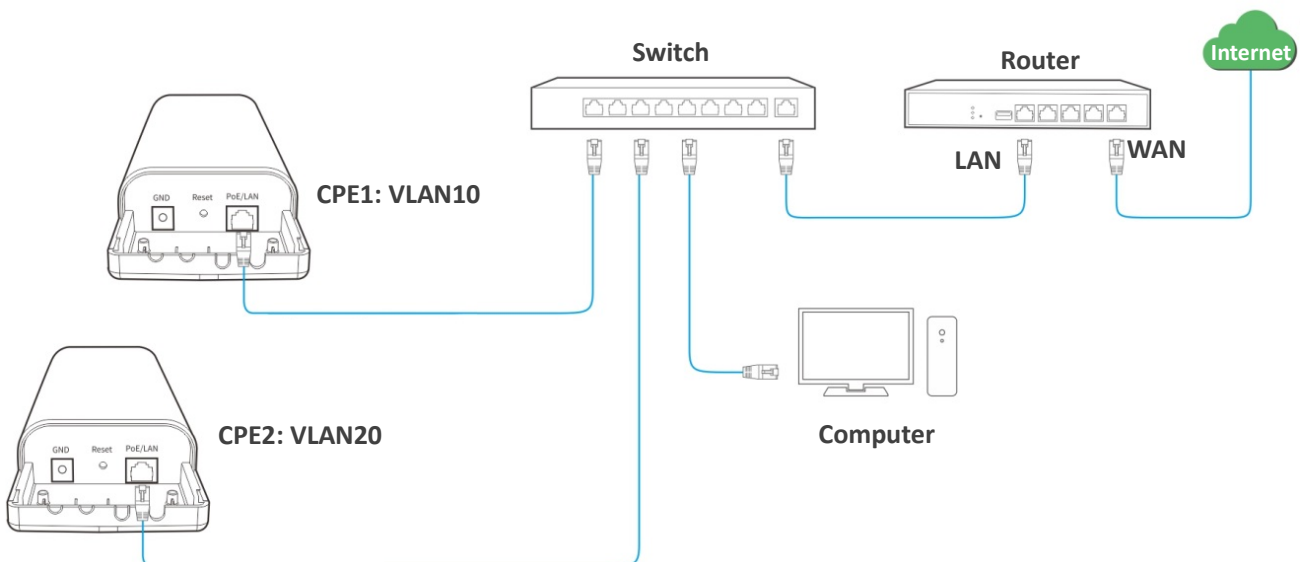 Switch
Router
Internet
LAN
WAN
GND Reset PoE/LAN
CPE1: VLAN10
GND Reset PoE/LAN
CPE2: VLAN20
Computer